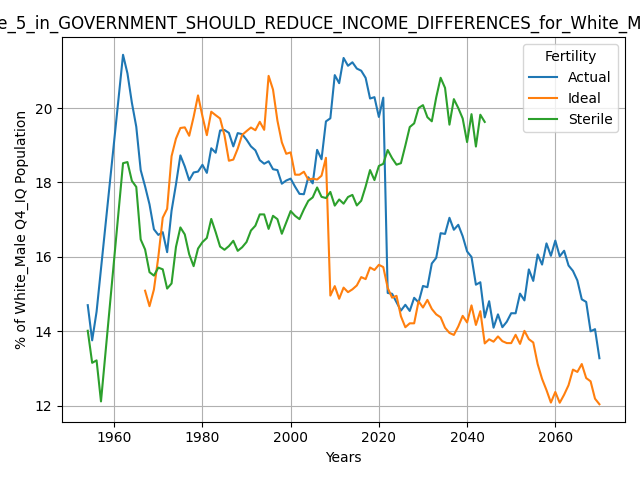 e_5_in_GOVERNMENT_SHOULD_REDUCE_INCOME_DIFFERENCES_for_White_M
Fertility
Actual
Ideal
Sterile
% of White_Male Q4_IQ Population
20
18
16
14
12
1960 1980 2000 2020 2040 2060
Years